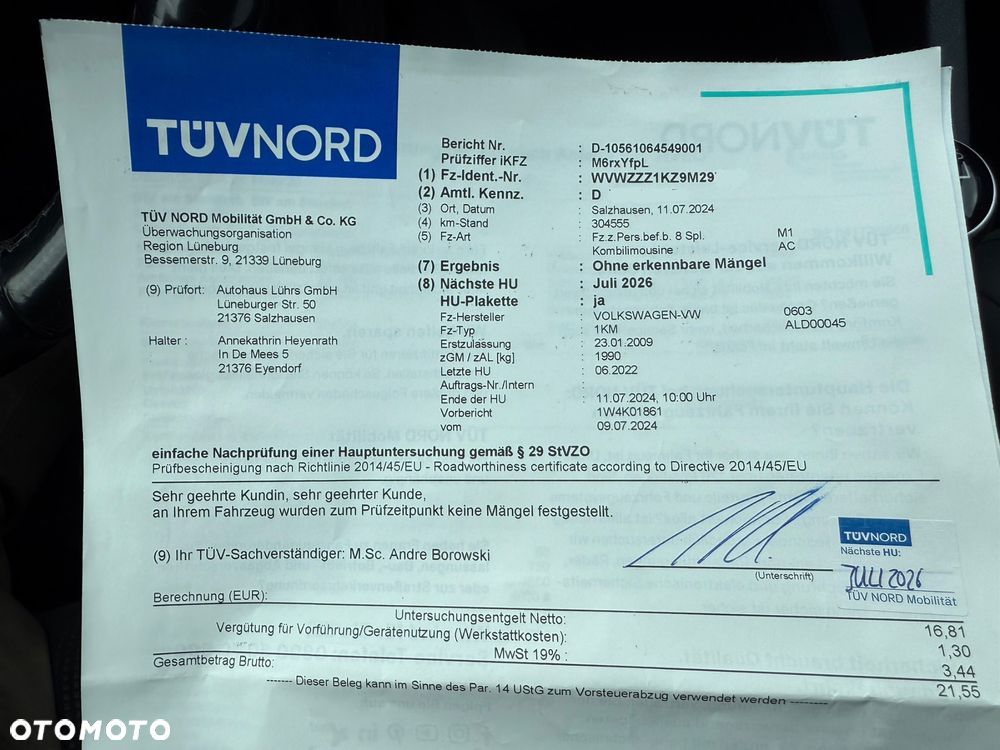 TÜVNORD
Bericht Nr. : D-10561064549001
Prüfziffer iKFZ : M6rxYfpL
(1) Fz-Ident.-Nr. : WVWZZZ1KZ9M29
(2) Amtl. Kennz. : D
(3) Ort, Datum : Salzhausen, 11.07.2024
(4) km-Stand : 304555
(5) Fz-Art : Fz.z.Pers.bef.b. 8 Spl. M1
Kombilimousine AC
(7) Ergebnis : Ohne erkennbare Mängel
(8) Nächste HU : Juli 2026
HU-Plakette : ja
Fz-Hersteller : VOLKSWAGEN-VW 0603
Fz-Typ : 1KM ALD00045
Erstzulassung : 23.01.2009
zGM / zAL [kg] : 1990
Letzte HU : 06.2022
Auftrags-Nr./Intern :
Ende der HU : 11.07.2024, 10:00 Uhr
Vorbericht : 1W4K01861
vom : 09.07.2024
TÜV NORD Mobilität GmbH & Co. KG
Überwachungsorganisation
Region Lüneburg
Bessemerstr. 9, 21339 Lüneburg
(9) Prüfort: Autohaus Lührs GmbH
Lüneburger Str. 50
21376 Salzhausen
Halter : Annekathrin Heyenrath
In De Mees 5
21376 Eyendorf
einfache Nachprüfung einer Hauptuntersuchung gemäß § 29 StVZO
Prüfbescheinigung nach Richtlinie 2014/45/EU - Roadworthiness certificate according to Directive 2014/45/EU
Sehr geehrte Kundin, sehr geehrter Kunde,
an Ihrem Fahrzeug wurden zum Prüfzeitpunkt keine Mängel festgestellt.
(9) Ihr TÜV-Sachverständiger: M.Sc. Andre Borowski
(Unterschrift)
TÜVNORD
Nächste HU:
JULI 2026
TÜV NORD Mobilität
Berechnung (EUR):
Untersuchungsentgelt Netto: 16,81
Vergütung für Vorführung/Gerätenutzung (Werkstattkosten): 1,30
MwSt 19% : 3,44
Gesamtbetrag Brutto: 21,55
------- Dieser Beleg kann im Sinne des Par. 14 UStG zum Vorsteuerabzug verwendet werden ---------
OTOMOTO